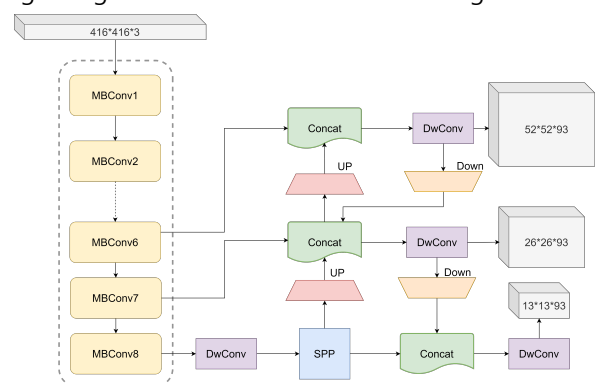 416*416*3
MBConv1
MBConv2
MBConv6
MBConv7
MBConv8
DwConv
SPP
UP
Concat
UP
Concat
DwConv
Down
52*52*93
DwConv
Down
26*26*93
Concat
DwConv
13*13*93